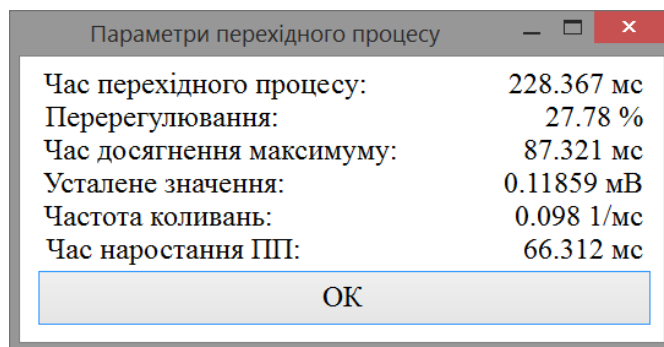 Параметри перехідного процесу
Час перехідного процесу: 228.367 мс
Перерегулювання: 27.78 %
Час досягнення максимуму: 87.321 мс
Усталене значення: 0.11859 мВ
Частота коливань: 0.098 1/мс
Час наростання ПП: 66.312 мс
ОК